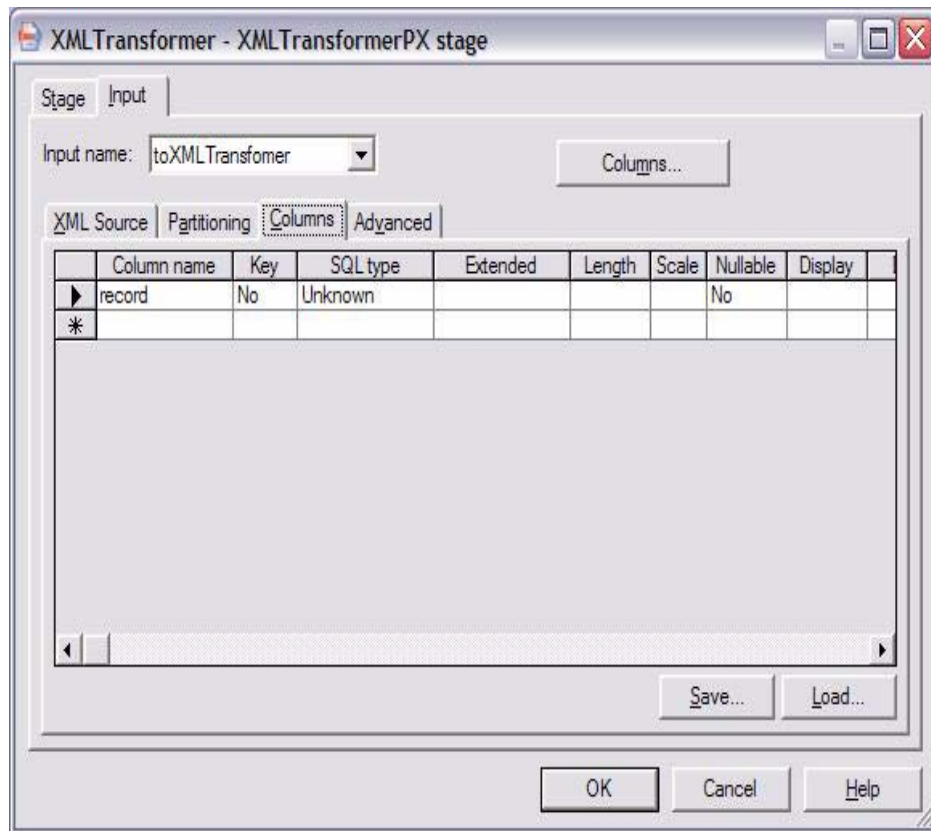 XMLTransformer - XMLTransformerPX stage
Stage Input
Input name: toXMLTransfomer Columns...
XML Source Partitioning Columns Advanced
Column name Key SQL type Extended Length Scale Nullable Display
record No Unknown No
Save... Load...
OK Cancel Help